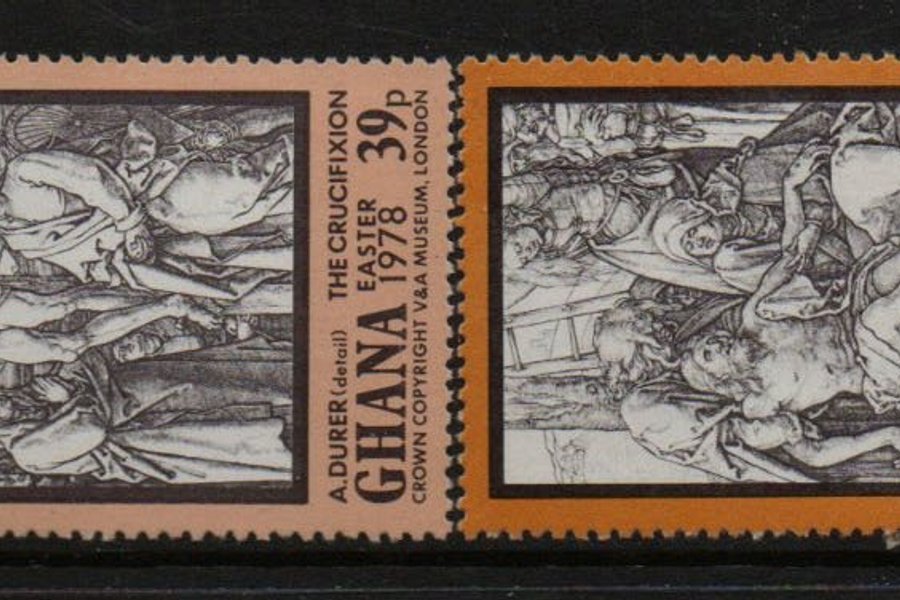 A.DURER (detail) THE CRUCIFIXION
GHANA EASTER 1978 39p
CROWN COPYRIGHT V&A MUSEUM, LONDON